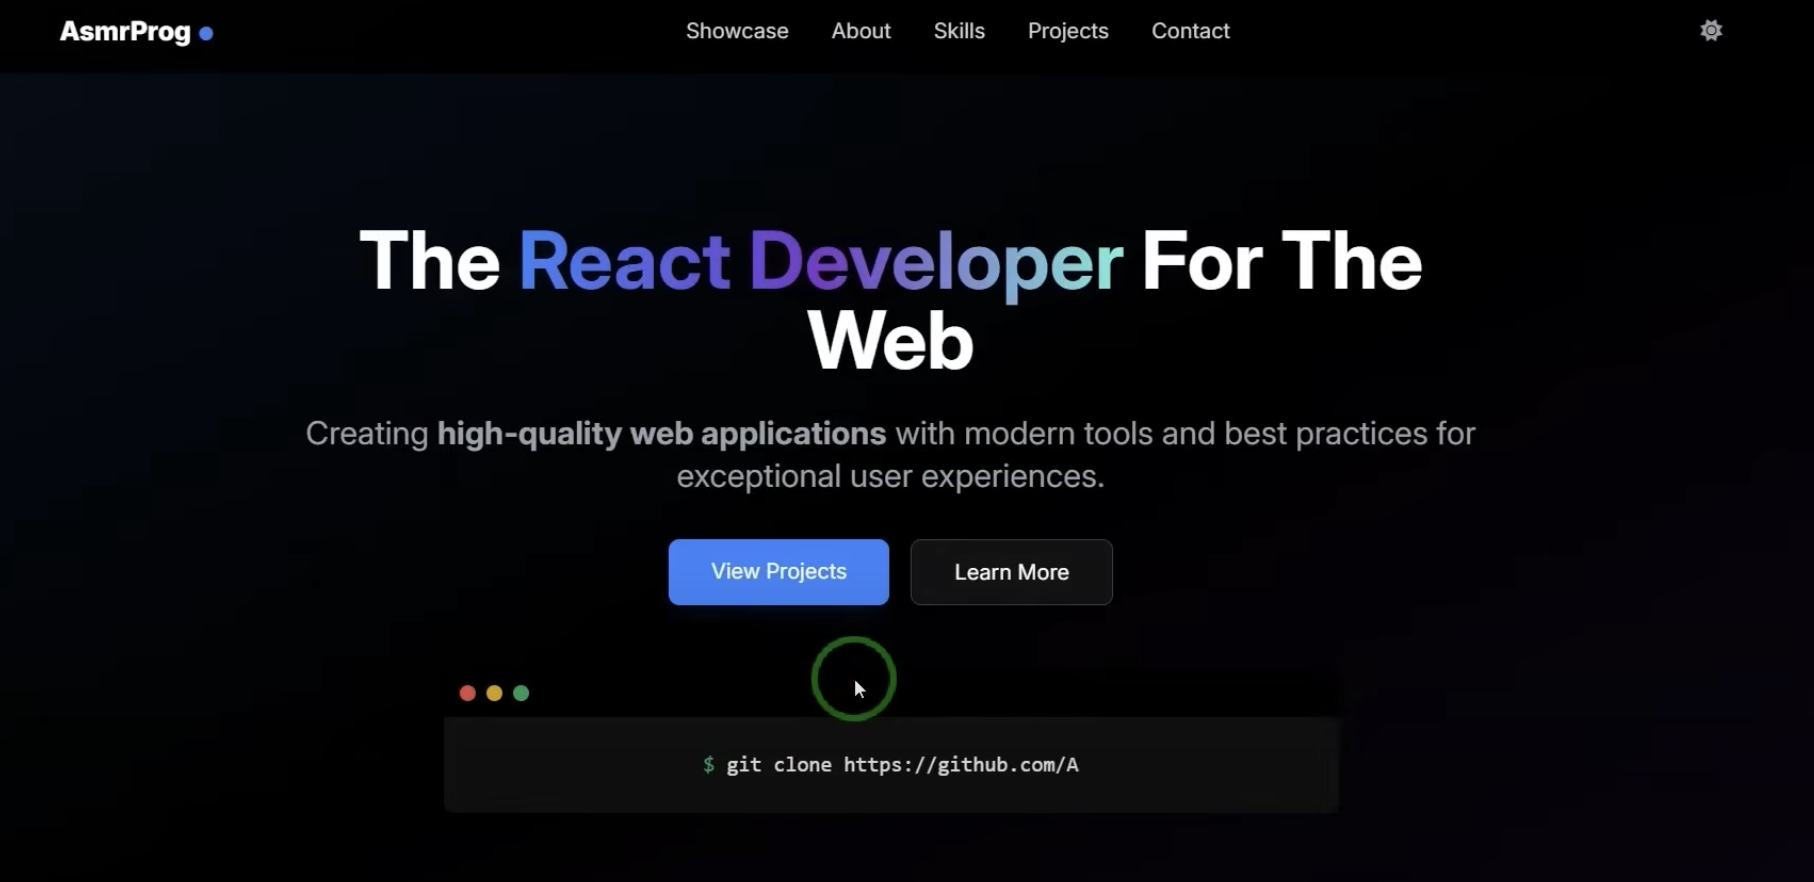 AsmrProg
Showcase About Skills Projects Contact
The React Developer For The
Web
Creating high-quality web applications with modern tools and best practices for
exceptional user experiences.
View Projects Learn More
$ git clone https://github.com/A